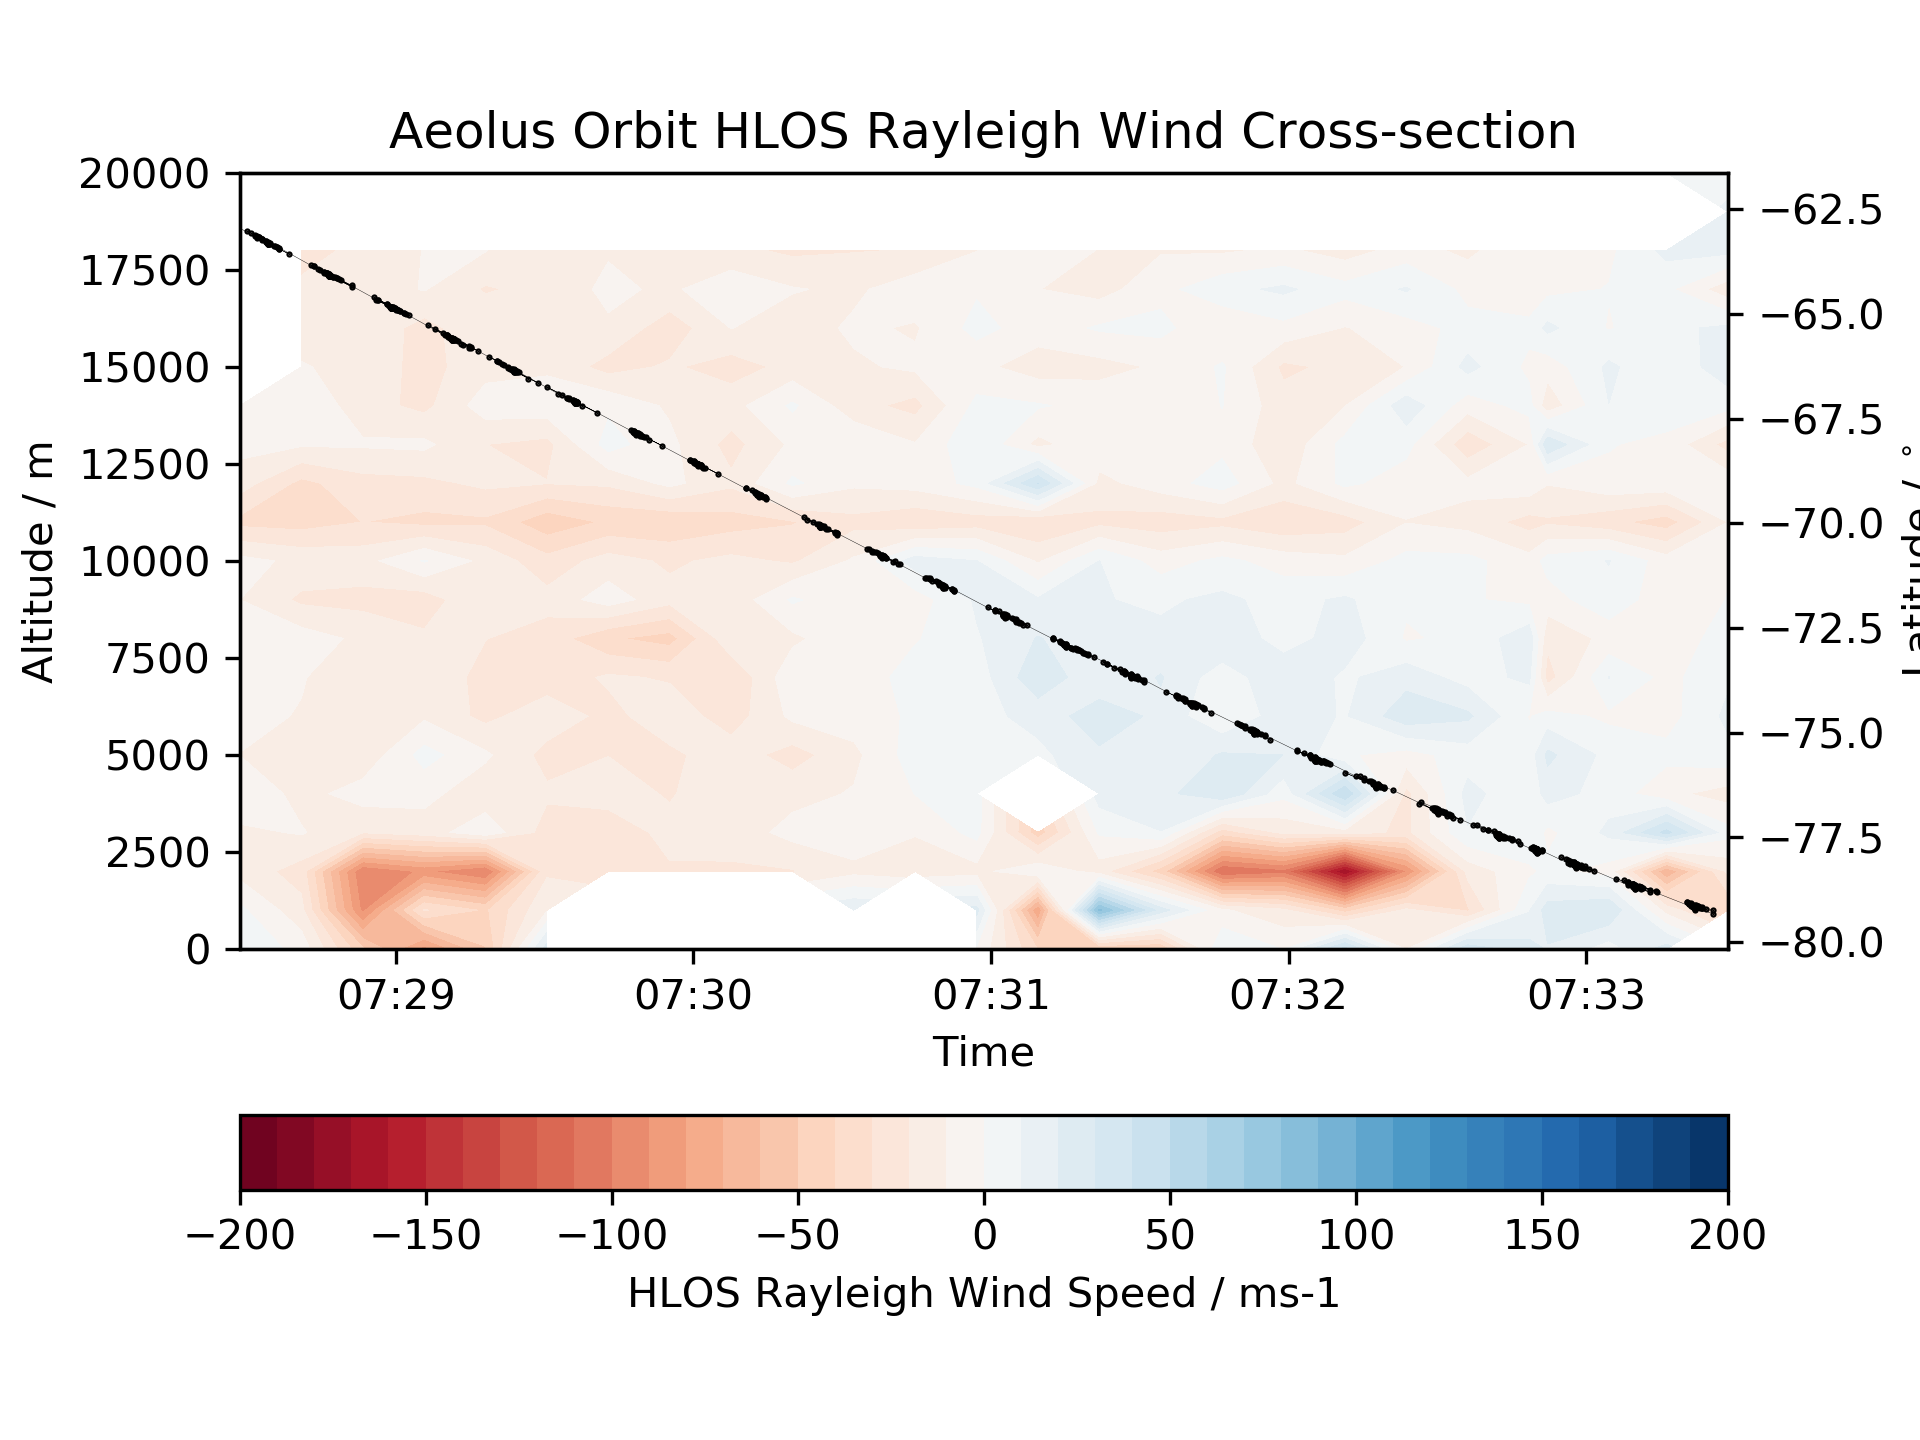 Aeolus Orbit HLOS Rayleigh Wind Cross-section
20000
17500
15000
12500
10000
7500
5000
2500
0
Altitude / m
−62.5
−65.0
−67.5
−70.0
−72.5
−75.0
−77.5
−80.0
Latitude / °
07:29 07:30 07:31 07:32 07:33
Time
−200 −150 −100 −50 0 50 100 150 200
HLOS Rayleigh Wind Speed / ms-1